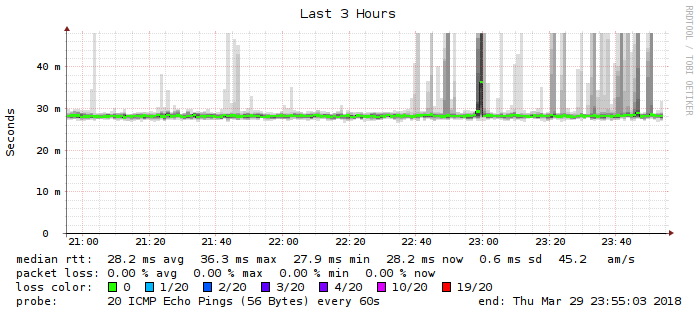 Last 3 Hours
RRDTOOL / TOBI OETIKER
Seconds
40 m
30 m
20 m
10 m
0
21:00 21:20 21:40 22:00 22:20 22:40 23:00 23:20 23:40
median rtt: 28.2 ms avg 36.3 ms max 27.9 ms min 28.2 ms now 0.6 ms sd 45.2 am/s
packet loss: 0.00 % avg 0.00 % max 0.00 % min 0.00 % now
loss color: 0 1/20 2/20 3/20 4/20 10/20 19/20
probe: 20 ICMP Echo Pings (56 Bytes) every 60s end: Thu Mar 29 23:55:03 2018